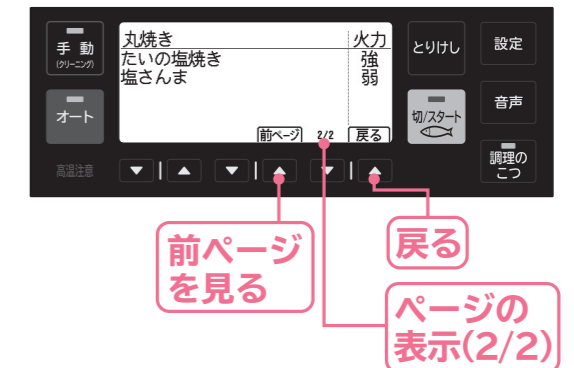 手動
(クリーニング)
オート
高温注意
丸焼き 火力
たいの塩焼き 強
塩さんま 弱
前ページ 2/2 戻る
とりけし
切/スタート
設定
音声
調理の
こつ
前ページ
を見る
戻る
ページの
表示(2/2)